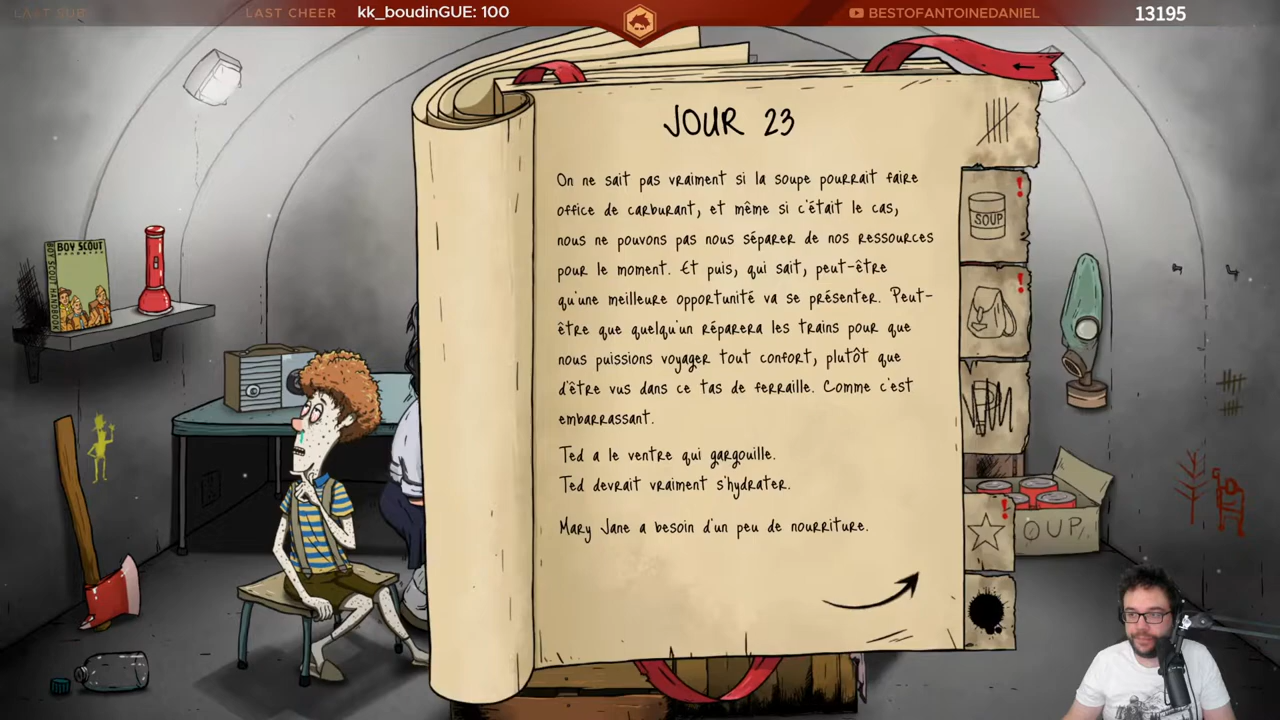 LAST SUB
LAST CHEER
kk_boudinGUE: 100
BESTOFANTOINEDANIEL
13195
JOUR 23
On ne sait pas vraiment si la soupe pourrait faire
office de carburant, et même si c'était le cas,
nous ne pouvons pas nous séparer de nos ressources
pour le moment. Et puis, qui sait, peut-être
qu'une meilleure opportunité va se présenter. Peut-
être que quelqu'un réparera les trains pour que
nous puissions voyager tout confort, plutôt que
d'être vus dans ce tas de ferraille. Comme c'est
embarrassant.
Ted a le ventre qui gargouille.
Ted devrait vraiment s'hydrater.
Mary Jane a besoin d'un peu de nourriture.
!
SOUP
!
!
BOY SCOUT
BOY SCOUT HANDBOOK
OUP